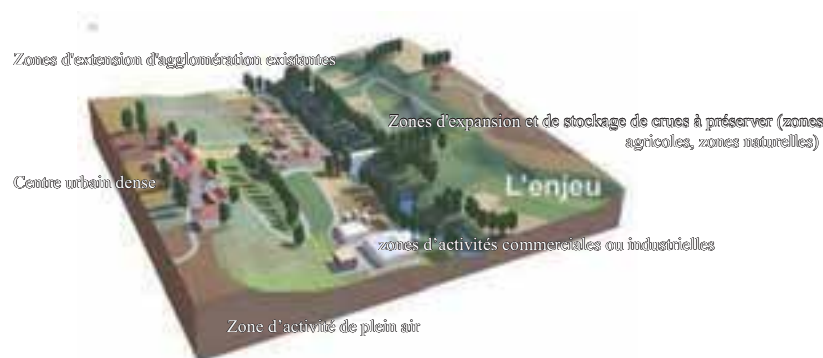 Zones d'extension d'agglomération existantes
Zones d'expansion et de stockage de crues à préserver (zones
agricoles, zones naturelles)
Centre urbain dense
L'enjeu
zones d'activités commerciales ou industrielles
Zone d'activité de plein air